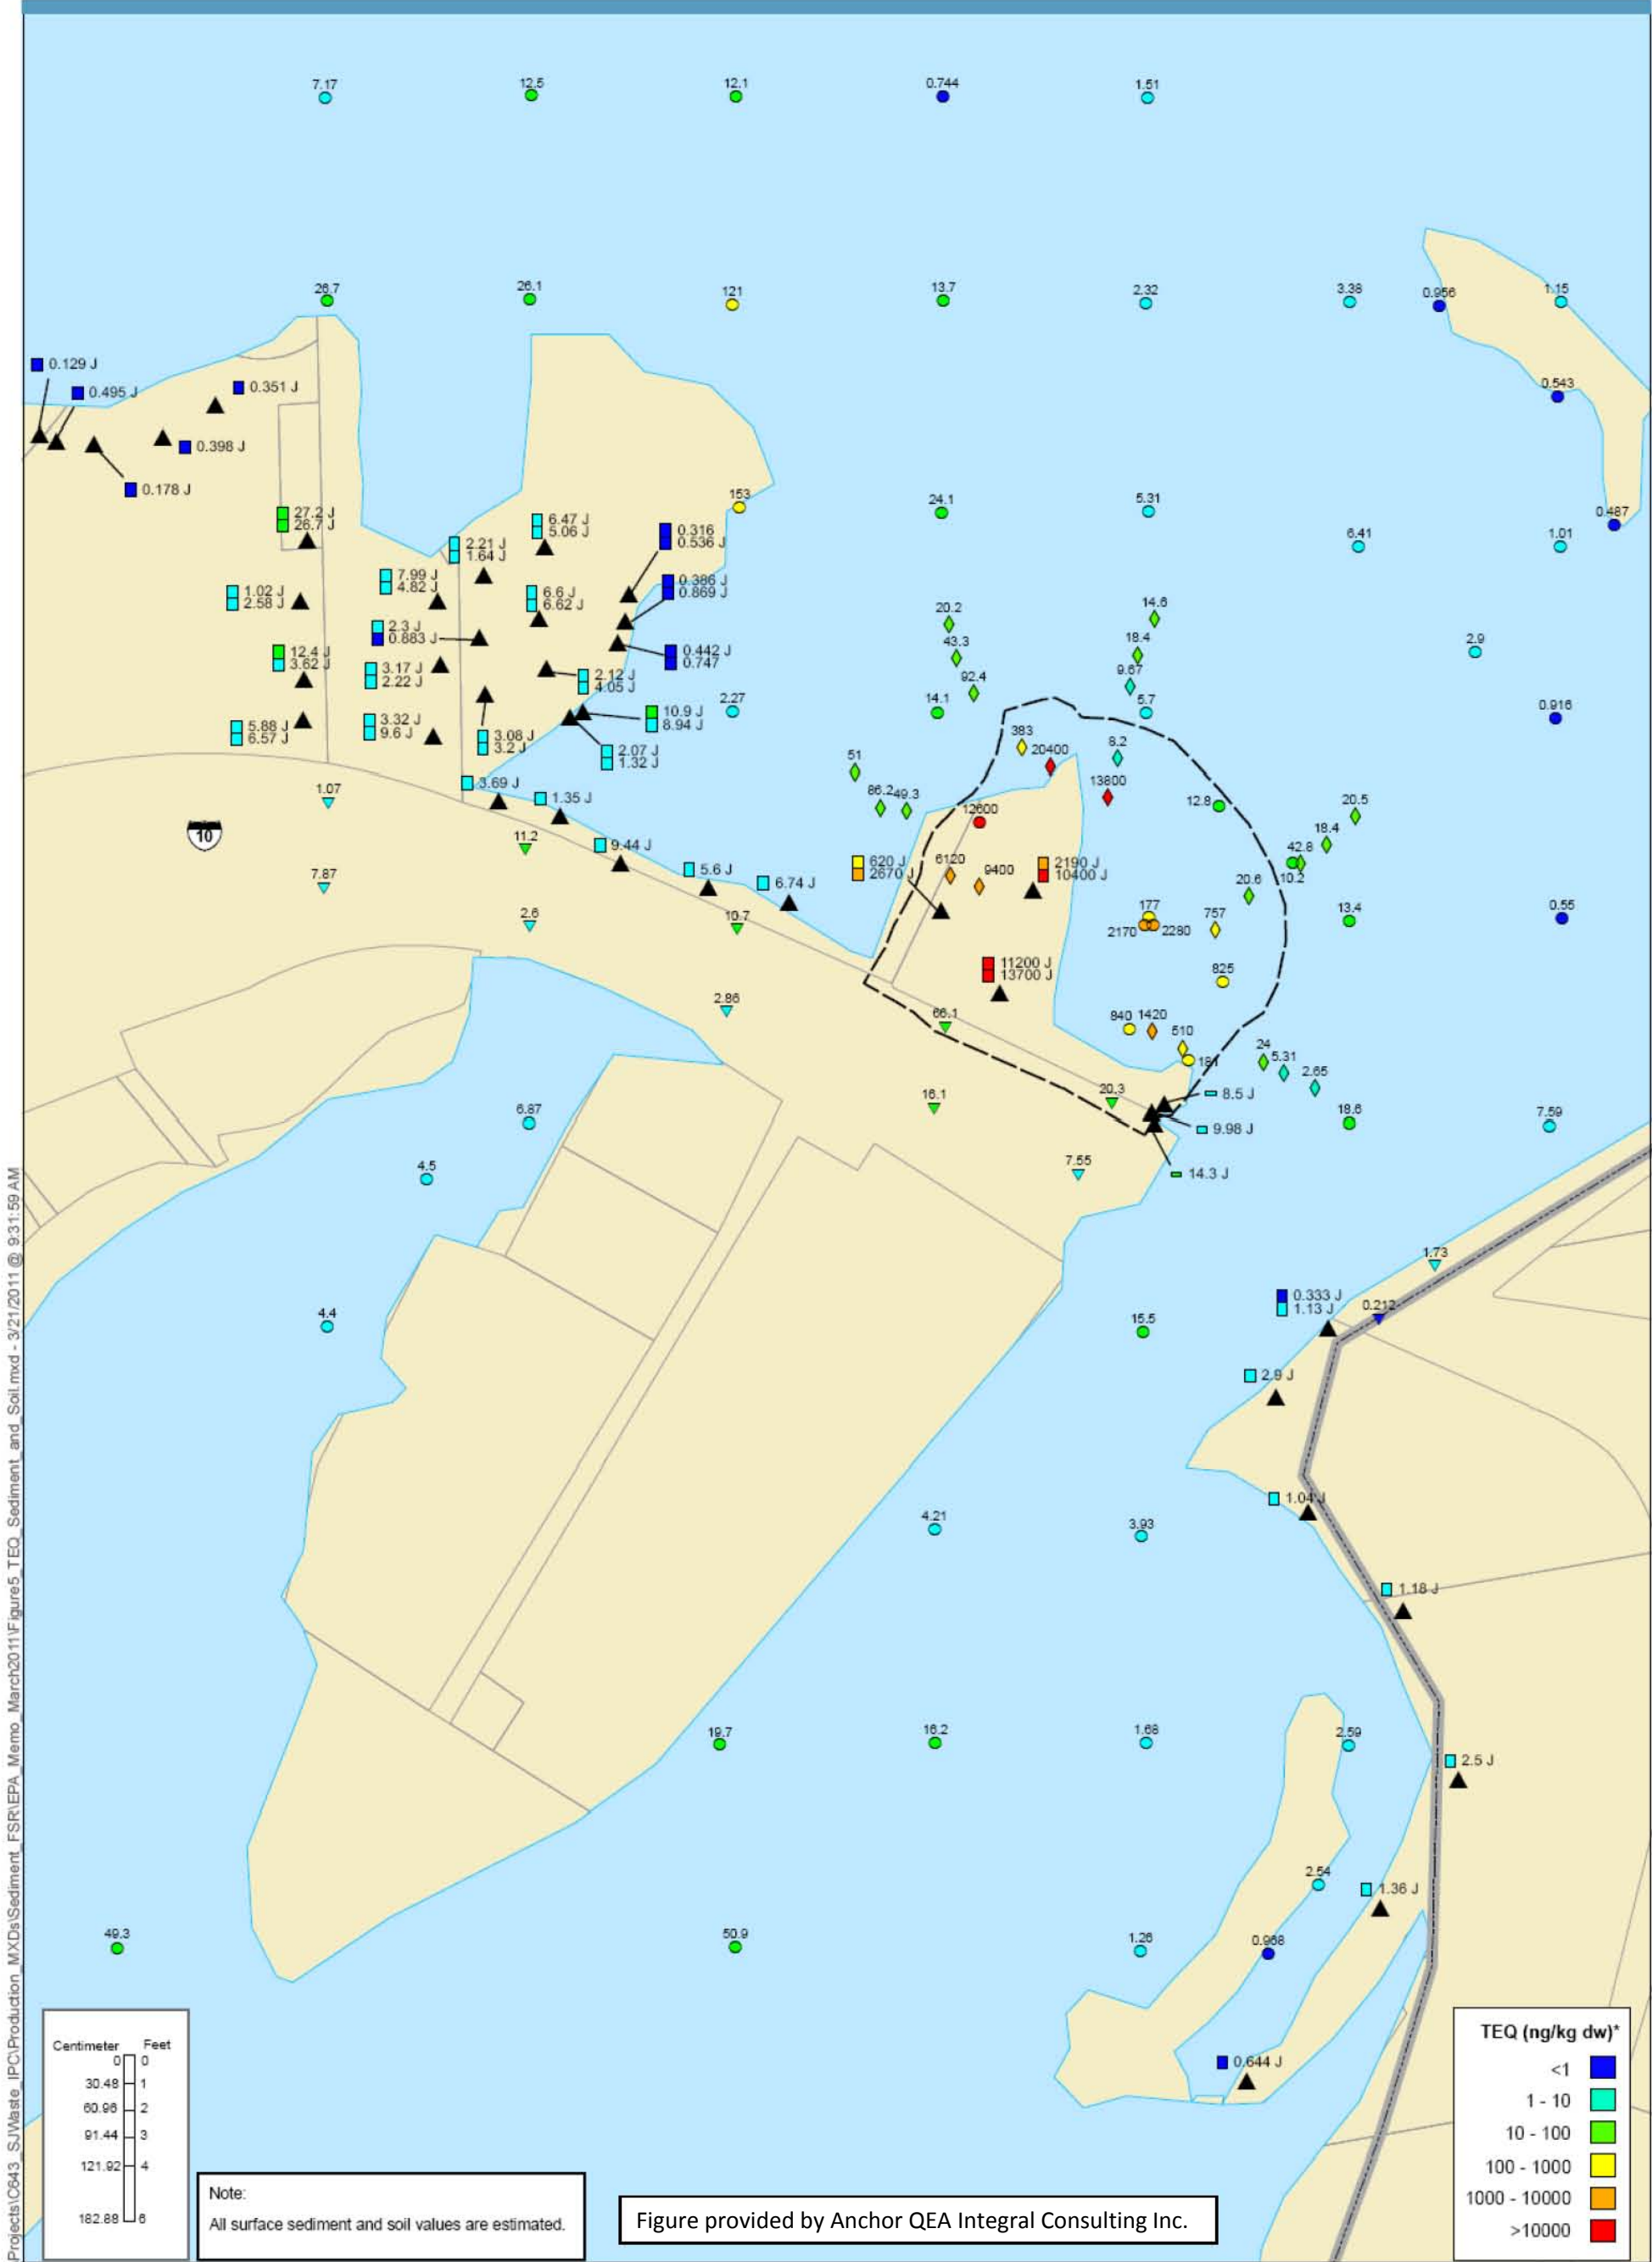 7.17
12.5
12.1
0.744
1.51
26.7
26.1
121
13.7
2.32
3.38
0.956
1.15
0.129 J
0.495 J
0.351 J
0.398 J
0.178 J
0.543
153
24.1
5.31
6.41
0.487
1.01
27.2 J
26.7 J
6.47 J
5.06 J
0.316
0.536 J
2.21 J
1.64 J
7.99 J
4.82 J
0.386 J
0.869 J
1.02 J
2.58 J
6.6 J
6.62 J
2.3 J
0.883 J
20.2
43.3
92.4
14.6
18.4
9.67
5.7
2.9
12.4 J
3.62 J
3.17 J
2.22 J
0.442 J
0.747
2.12 J
4.05 J
10.9 J
8.94 J
2.27
14.1
0.916
5.88 J
6.57 J
3.32 J
9.6 J
3.08 J
3.2 J
2.07 J
1.32 J
383
20400
8.2
51
86.2
49.3
13800
12.8
20.5
1.07
3.69 J
1.35 J
12600
18.4
42.8
10.2
10
11.2
9.44 J
5.6 J
6.74 J
620 J
2670 J
6120
9400
2190 J
10400 J
20.6
7.87
2.6
10.7
177
2170
2280
757
13.4
0.55
11200 J
13700 J
825
2.86
66.1
840
1420
510
181
24
5.31
2.65
16.1
20.3
8.5 J
9.98 J
14.3 J
18.6
7.59
6.87
4.5
7.55
1.73
4.4
15.5
0.333 J
1.13 J
0.212
2.9 J
1.04 J
4.21
3.93
1.18 J
19.7
16.2
1.68
2.59
2.5 J
2.54
1.36 J
49.3
50.9
1.26
0.968
0.644 J
Projects\C643_SJWaste_IPC\Production_MXDs\Sediment_FSR\EPA_Memo_March2011\Figure5_TEQ_Sediment_and_Soil.mxd - 3/21/2011 @ 9:31:59 AM
Centimeter Feet
0 0
30.48 1
60.96 2
91.44 3
121.92 4
182.88 6
Note:
All surface sediment and soil values are estimated.
Figure provided by Anchor QEA Integral Consulting Inc.
TEQ (ng/kg dw)*
<1
1 - 10
10 - 100
100 - 1000
1000 - 10000
>10000